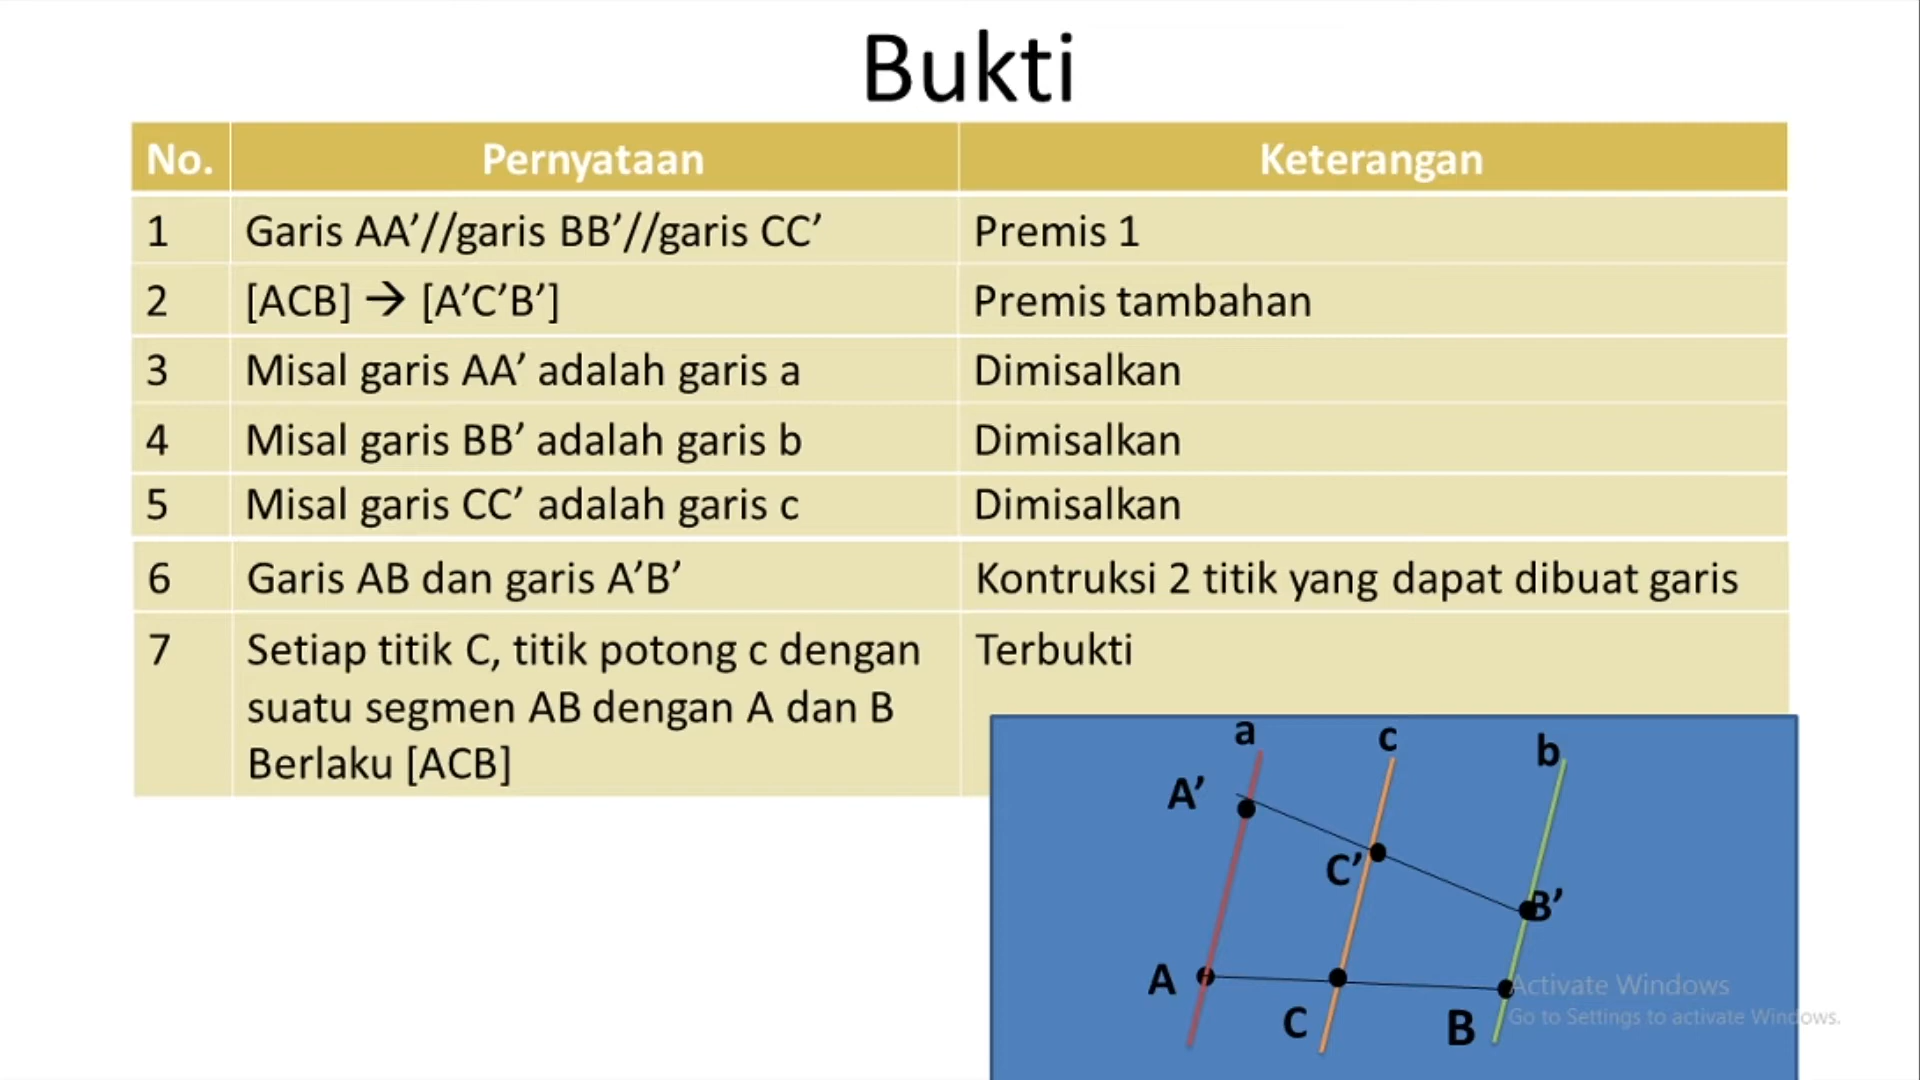 Bukti
No. Pernyataan Keterangan
1 Garis AA’//garis BB’//garis CC’ Premis 1
2 [ACB] → [A’C’B’] Premis tambahan
3 Misal garis AA’ adalah garis a Dimisalkan
4 Misal garis BB’ adalah garis b Dimisalkan
5 Misal garis CC’ adalah garis c Dimisalkan
6 Garis AB dan garis A’B’ Kontruksi 2 titik yang dapat dibuat garis
7 Setiap titik C, titik potong c dengan Terbukti
suatu segmen AB dengan A dan B
Berlaku [ACB]
a c b
A’
C’
B’
A
C B
Activate Windows
Go to Settings to activate Windows.